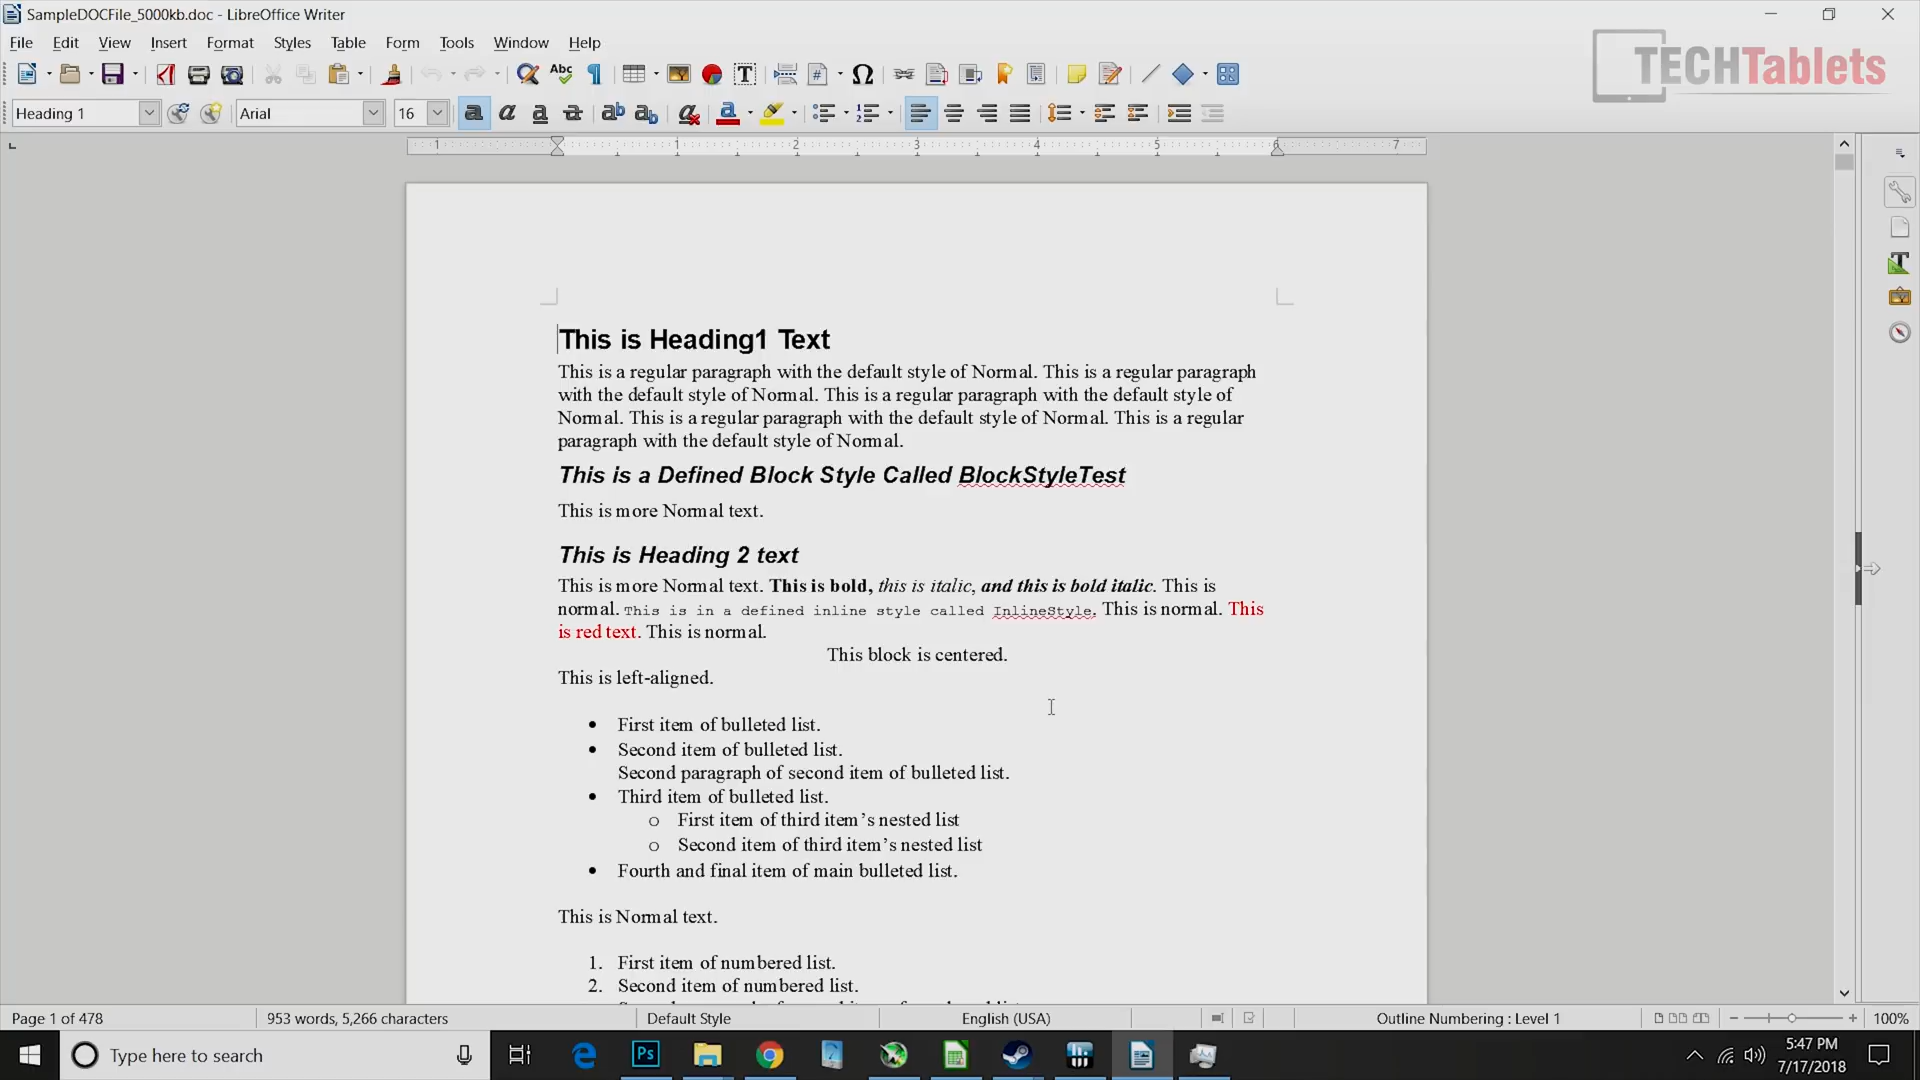 SampleDOCFile_5000kb.doc - LibreOffice Writer
TECHTablets
File Edit View Insert Format Styles Table Form Tools Window Help
Heading 1 Arial 16
1 1 2 3 4 5 6 7
This is Heading1 Text
This is a regular paragraph with the default style of Normal. This is a regular paragraph
with the default style of Normal. This is a regular paragraph with the default style of
Normal. This is a regular paragraph with the default style of Normal. This is a regular
paragraph with the default style of Normal.
This is a Defined Block Style Called BlockStyleTest
This is more Normal text.
This is Heading 2 text
This is more Normal text. This is bold, this is italic, and this is bold italic. This is
normal. This is in a defined inline style called InlineStyle. This is normal. This
is red text. This is normal.
This block is centered.
This is left-aligned.
• First item of bulleted list.
• Second item of bulleted list.
Second paragraph of second item of bulleted list.
• Third item of bulleted list.
o First item of third item’s nested list
o Second item of third item’s nested list
• Fourth and final item of main bulleted list.
This is Normal text.
1. First item of numbered list.
2. Second item of numbered list.
Page 1 of 478 953 words, 5,266 characters Default Style English (USA) Outline Numbering : Level 1 100%
Type here to search
Ps
5:47 PM
7/17/2018